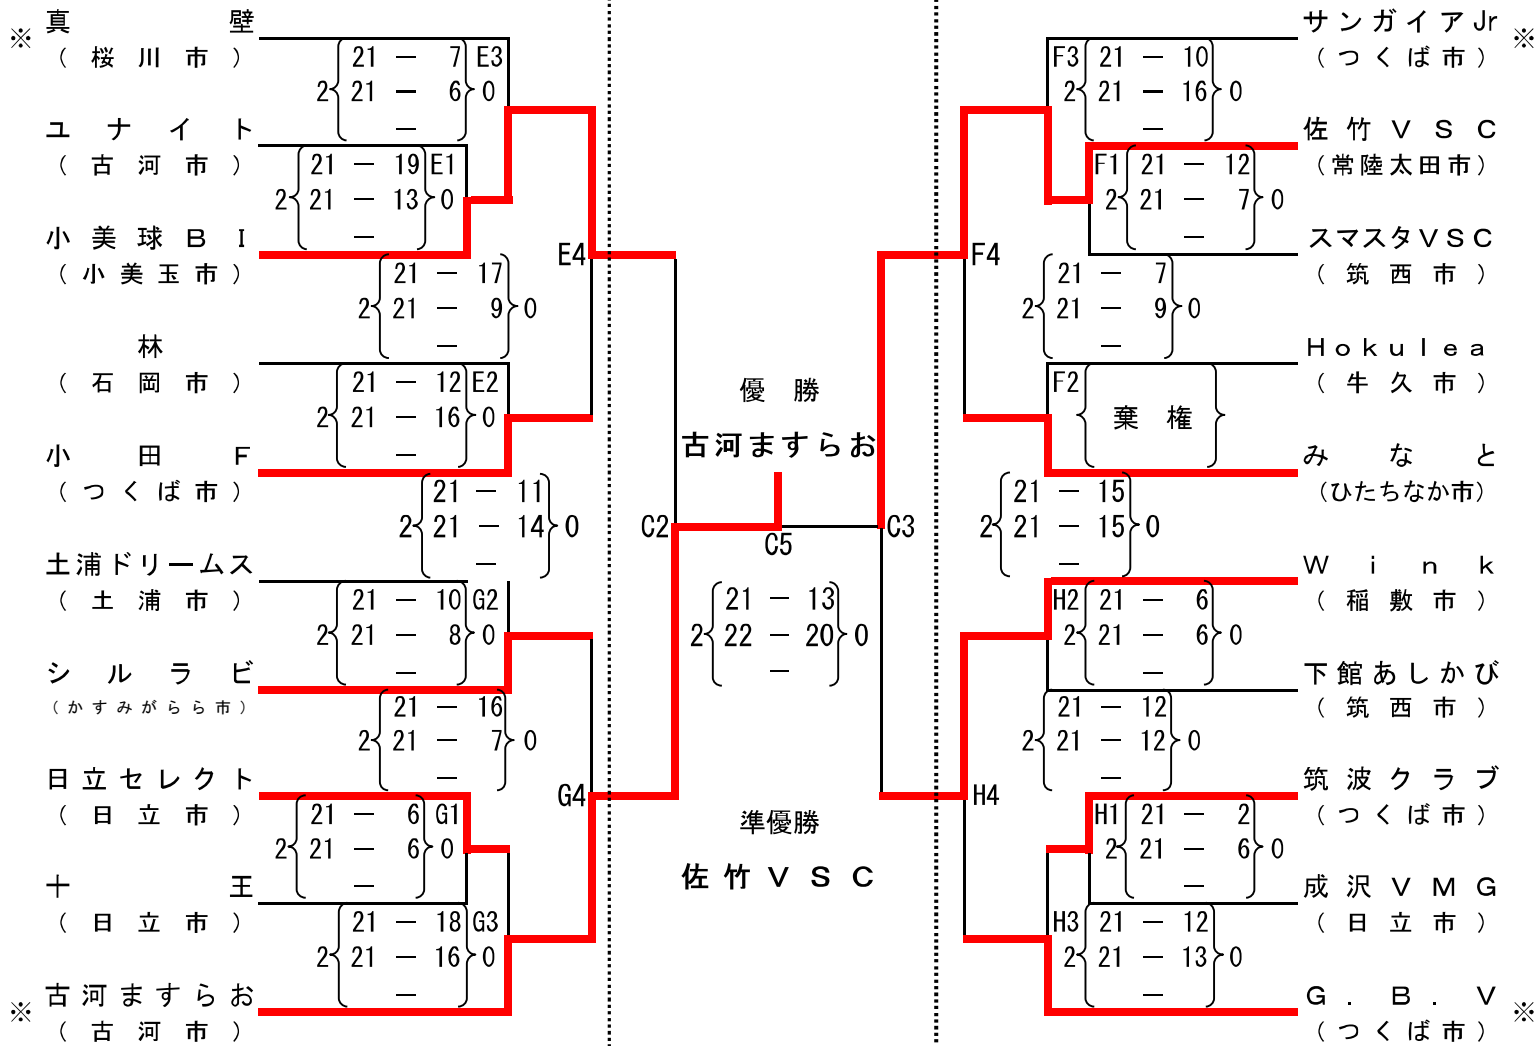 ※
真壁
(桜川市)
21 － 7 E3
2 21 － 6 0
－
ユナイト
(古河市)
21 － 19 E1
2 21 － 13 0
－
小美球ＢＩ
(小美玉市)
E4
21 － 17
2 21 － 9 0
－
林
(石岡市)
21 － 12 E2
2 21 － 16 0
－
小田Ｆ
(つくば市)
21 － 11
2 21 － 14 0
－
C2
土浦ドリームス
(土浦市)
21 － 10 G2
2 21 － 8 0
－
シルラビ
(かすみがらら市)
21 － 16
2 21 － 7 0
－
日立セレクト
(日立市)
G4
21 － 6 G1
2 21 － 6 0
－
十王
(日立市)
21 － 18 G3
2 21 － 16 0
－
※
古河ますらお
(古河市)
優勝
古河ますらお
C5
21 － 13
2 22 － 20 0
－
準優勝
佐竹ＶＳＣ
サンガイアJr
※
(つくば市)
F3 21 － 10
2 21 － 16 0
－
佐竹ＶＳＣ
(常陸太田市)
F1 21 － 12
2 21 － 7 0
－
スマスタVSC
(筑西市)
F4
21 － 7
2 21 － 9 0
－
Ｈｏｋｕｌｅａ
(牛久市)
F2
棄権
みなと
(ひたちなか市)
21 － 15
2 21 － 15 0
－
C3
Ｗｉｎｋ
(稲敷市)
H2 21 － 6
2 21 － 6 0
－
下館あしかび
(筑西市)
21 － 12
2 21 － 12 0
－
筑波クラブ
(つくば市)
H4
H1 21 － 2
2 21 － 6 0
－
成沢ＶＭＧ
(日立市)
H3 21 － 12
2 21 － 13 0
－
Ｇ．Ｂ．Ｖ
※
(つくば市)